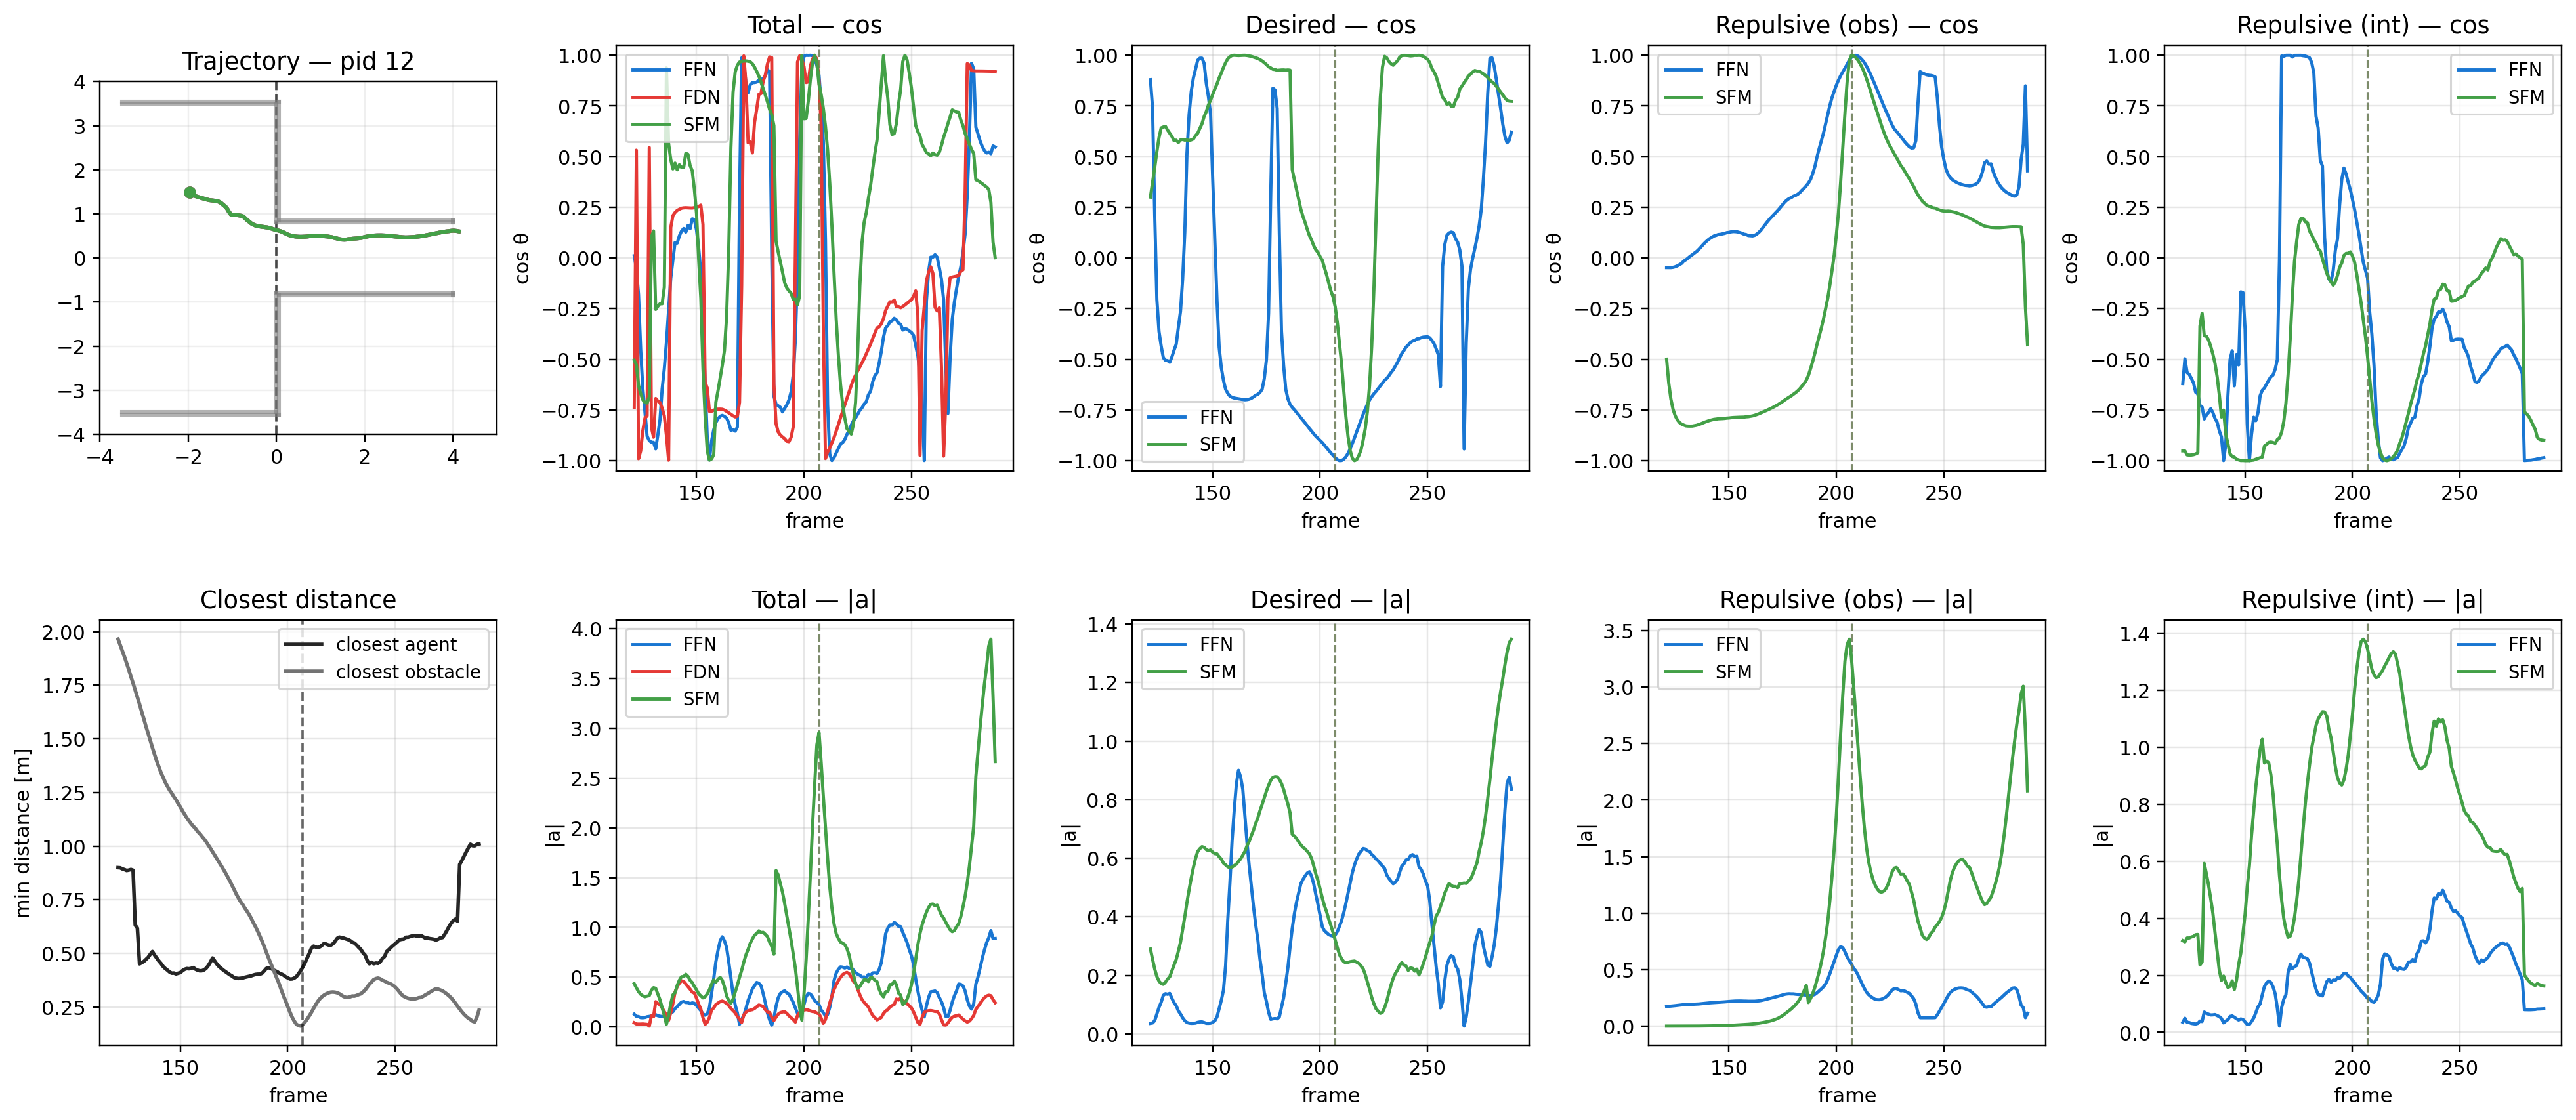 Trajectory — pid 12
4
3
2
1
0
−1
−2
−3
−4
−4
−2
0
2
4
Total — cos
cos θ
1.00
0.75
0.50
0.25
0.00
−0.25
−0.50
−0.75
−1.00
FFN
FDN
SFM
150
200
250
frame
Desired — cos
cos θ
1.00
0.75
0.50
0.25
0.00
−0.25
−0.50
−0.75
−1.00
FFN
SFM
150
200
250
frame
Repulsive (obs) — cos
cos θ
1.00
0.75
0.50
0.25
0.00
−0.25
−0.50
−0.75
−1.00
FFN
SFM
150
200
250
frame
Repulsive (int) — cos
cos θ
1.00
0.75
0.50
0.25
0.00
−0.25
−0.50
−0.75
−1.00
FFN
SFM
150
200
250
frame
Closest distance
min distance [m]
2.00
1.75
1.50
1.25
1.00
0.75
0.50
0.25
closest agent
closest obstacle
150
200
250
frame
Total — |a|
|a|
4.0
3.5
3.0
2.5
2.0
1.5
1.0
0.5
0.0
FFN
FDN
SFM
150
200
250
frame
Desired — |a|
|a|
1.4
1.2
1.0
0.8
0.6
0.4
0.2
0.0
FFN
SFM
150
200
250
frame
Repulsive (obs) — |a|
|a|
3.5
3.0
2.5
2.0
1.5
1.0
0.5
0.0
FFN
SFM
150
200
250
frame
Repulsive (int) — |a|
|a|
1.4
1.2
1.0
0.8
0.6
0.4
0.2
0.0
FFN
SFM
150
200
250
frame